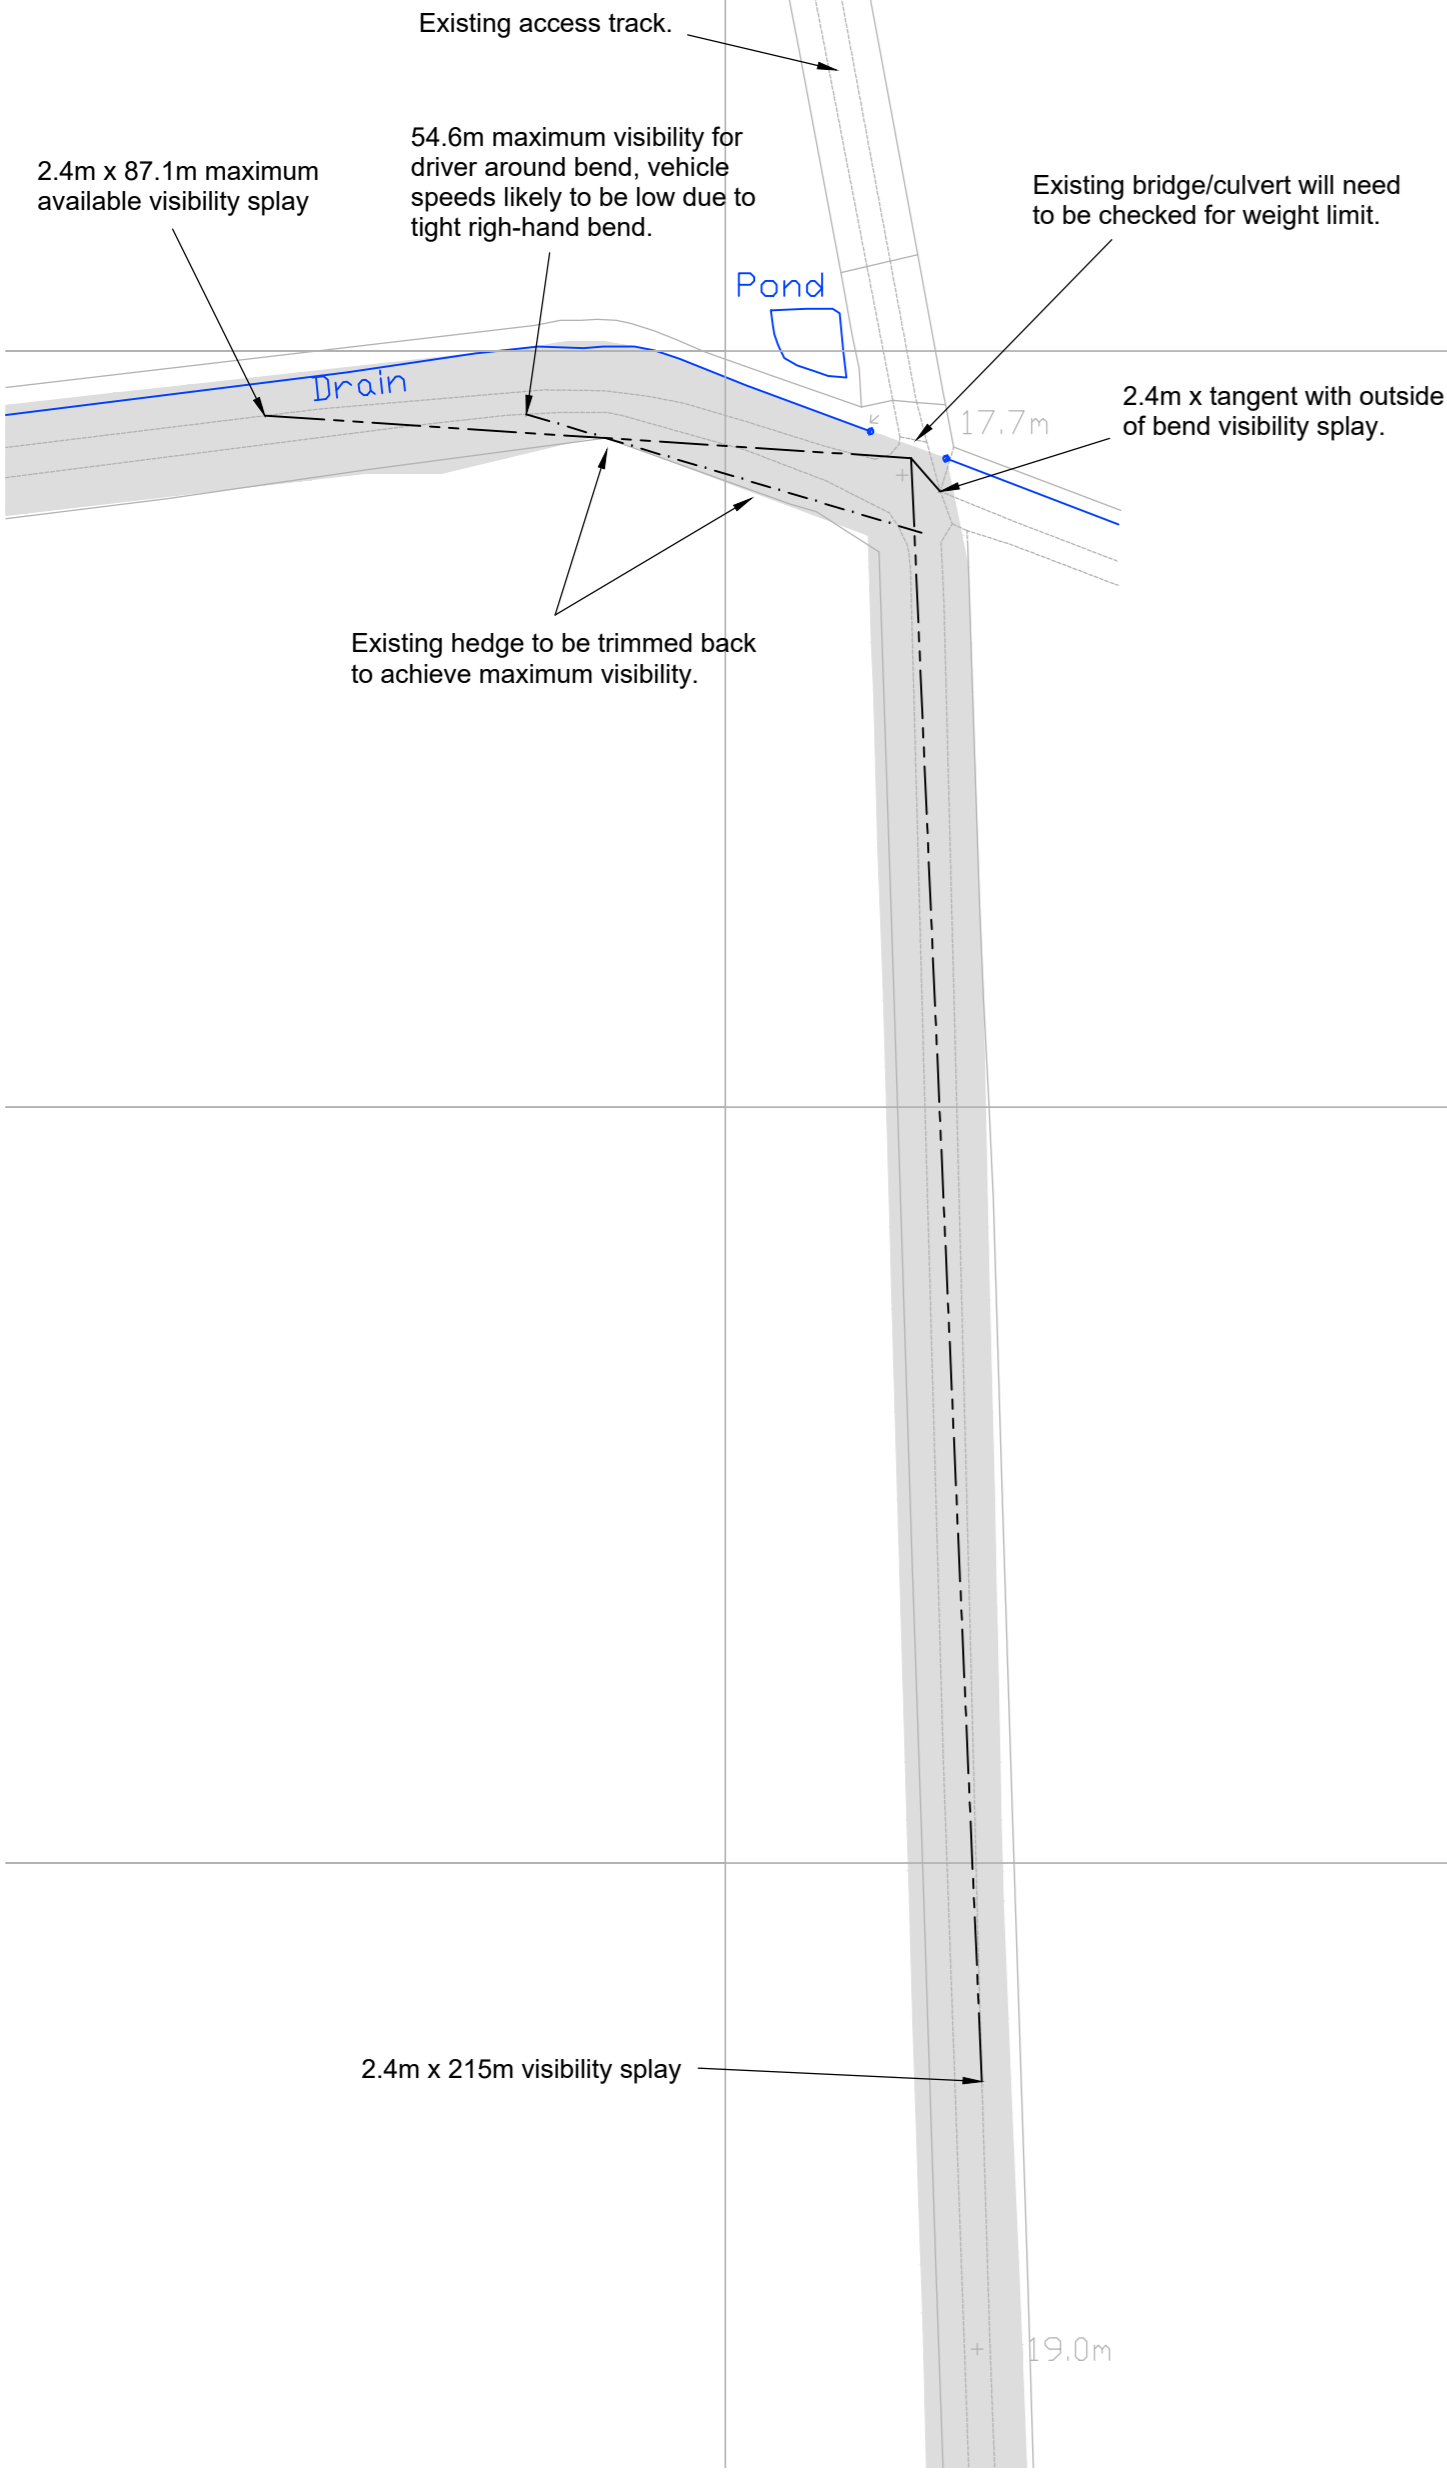 Existing access track.
54.6m maximum visibility for
driver around bend, vehicle
speeds likely to be low due to
tight righ-hand bend.
2.4m x 87.1m maximum
available visibility splay
Existing bridge/culvert will need
to be checked for weight limit.
Pond
Drain
2.4m x tangent with outside
of bend visibility splay.
17.7m
Existing hedge to be trimmed back
to achieve maximum visibility.
2.4m x 215m visibility splay
19.0m